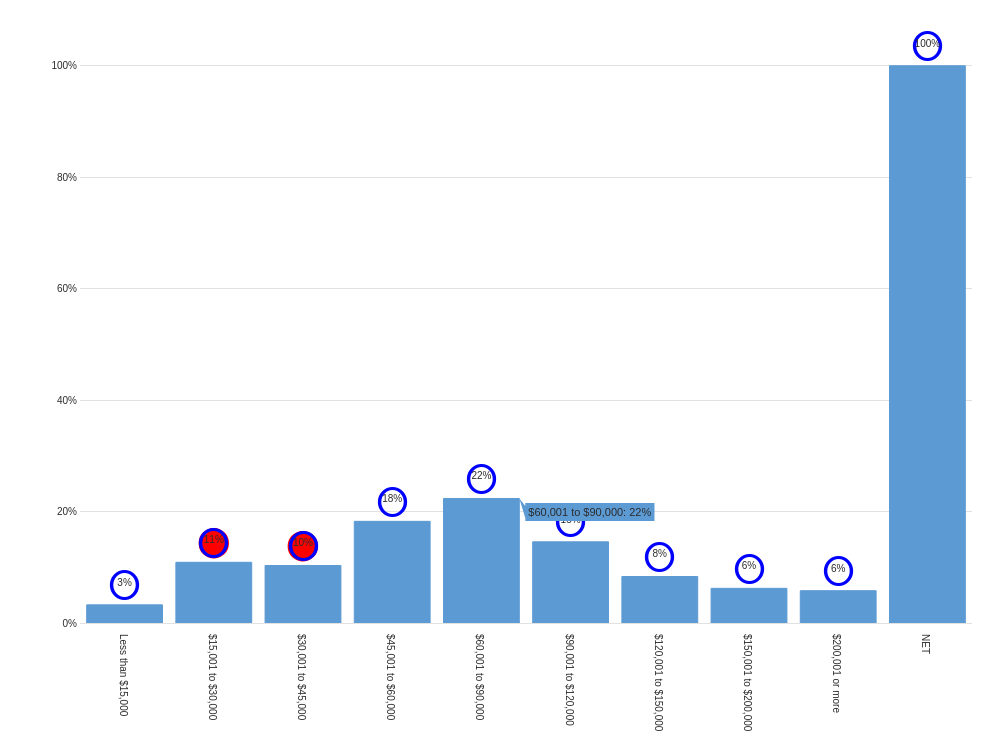 100%
100%
80%
60%
40%
22%
18%
20%
$60,001 to $90,000: 22%
11%
10%
8%
6%
6%
3%
0%
Less than $15,000
$15,001 to $30,000
$30,001 to $45,000
$45,001 to $60,000
$60,001 to $90,000
$90,001 to $120,000
$120,001 to $150,000
$150,001 to $200,000
$200,001 or more
NET